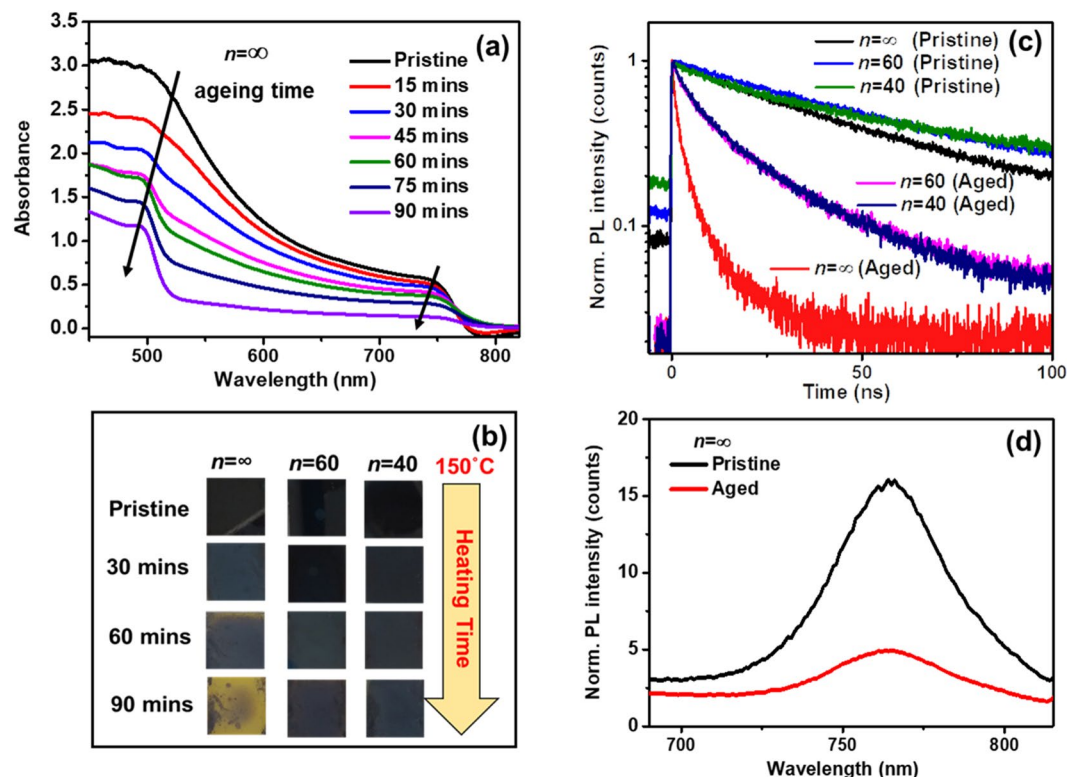 (a)
n=∞
ageing time
Pristine
15 mins
30 mins
45 mins
60 mins
75 mins
90 mins
3.5
3.0
2.5
2.0
1.5
1.0
0.5
0.0
Absorbance
500 600 700 800
Wavelength (nm)
(b)
n=∞ n=60 n=40 150°C
Pristine
30 mins
60 mins
90 mins
Heating Time
(c)
n=∞ (Pristine)
n=60 (Pristine)
n=40 (Pristine)
n=60 (Aged)
n=40 (Aged)
n=∞ (Aged)
1
0.1
Norm. PL intensity (counts)
0 50 100
Time (ns)
(d)
n=∞
Pristine
Aged
20
15
10
5
0
Norm. PL intensity (counts)
700 750 800
Wavelength (nm)